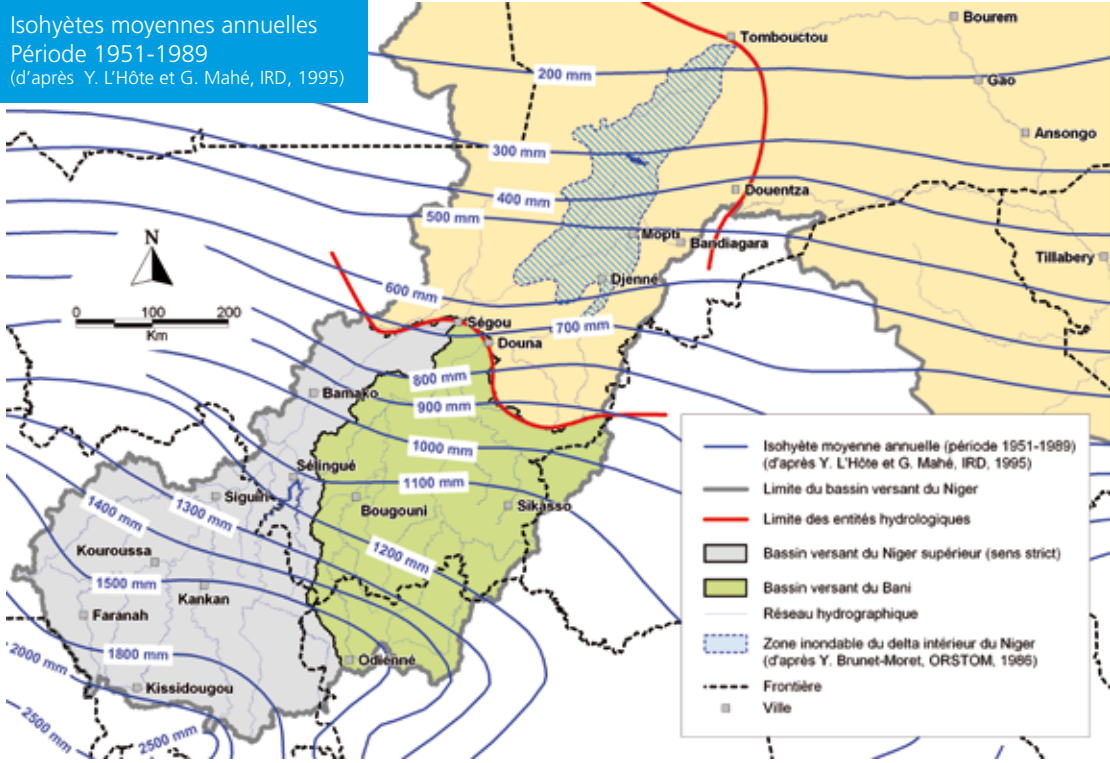 Isohyètes moyennes annuelles
Période 1951-1989
(d'après Y. L'Hôte et G. Mahé, IRD, 1995)
Bourem
Tombouctou
200 mm
Gao
Ansongo
300 mm
400 mm
Douentza
500 mm
Mopti
Bandiagara
N
Tillabery
Djenné
600 mm
0 100 200
Km
Ségou
700 mm
Douna
800 mm
Bamako
900 mm
1000 mm
Sélingué
1100 mm
Siguiri
1300 mm
Bougouni
Sikasso
1400 mm
1200 mm
Kouroussa
1500 mm
Kankan
Faranah
2000 mm
1800 mm
Odienné
Kissidougou
2500 mm
2500 mm
Isohyète moyenne annuelle (période 1951-1989)
(d'après Y. L'Hôte et G. Mahé, IRD, 1995)
Limite du bassin versant du Niger
Limite des entités hydrologiques
Bassin versant du Niger supérieur (sens strict)
Bassin versant du Bani
Réseau hydrographique
Zone inondable du delta intérieur du Niger
(d'après Y. Brunet-Moret, ORSTOM, 1986)
Frontière
Ville